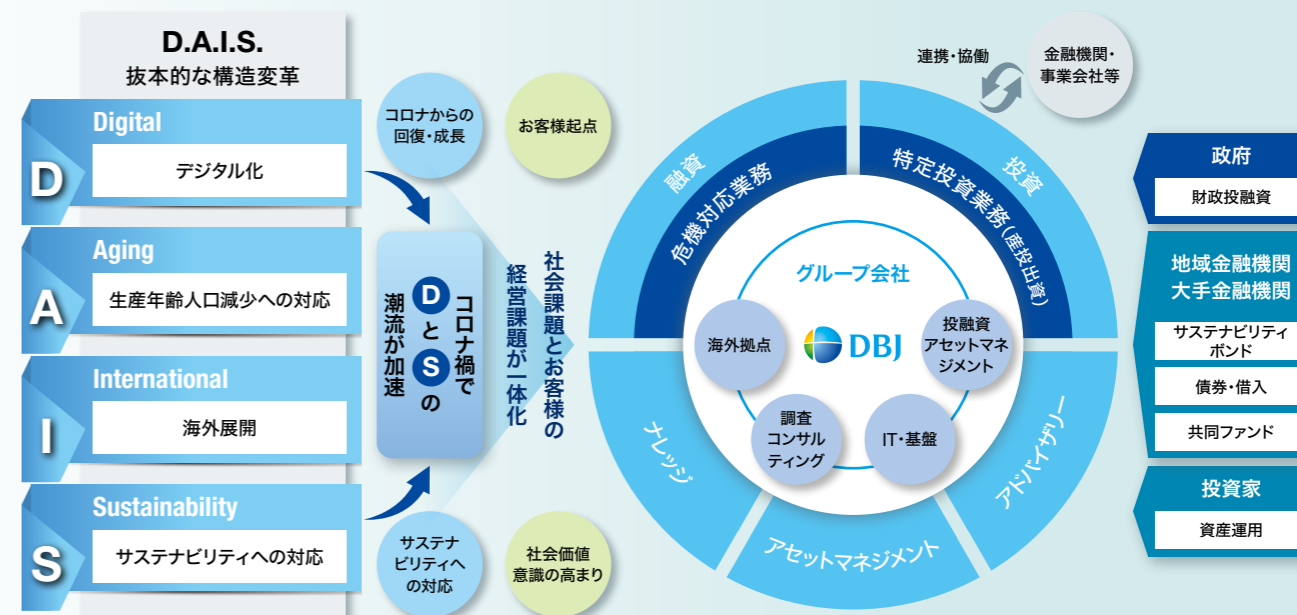 D.A.I.S.
抜本的な構造変革
D
Digital
デジタル化
A
Aging
生産年齢人口減少への対応
I
International
海外展開
S
Sustainability
サステナビリティへの対応
コロナからの
回復・成長
お客様起点
コロナ禍で
DとSの
潮流が加速
社会課題とお客様の
経営課題が一体化
サステナ
ビリティへ
の対応
社会価値
意識の高まり
融資
危機対応業務
投資
特定投資業務(産投出資)
ナレッジ
アセットマネジメント
アドバイザリー
グループ会社
DBJ
海外拠点
投融資
アセットマネ
ジメント
調査
コンサル
ティング
IT・基盤
連携・協働
金融機関・
事業会社等
政府
財政投融資
地域金融機関
大手金融機関
サステナビリティ
ボンド
債券・借入
共同ファンド
投資家
資産運用